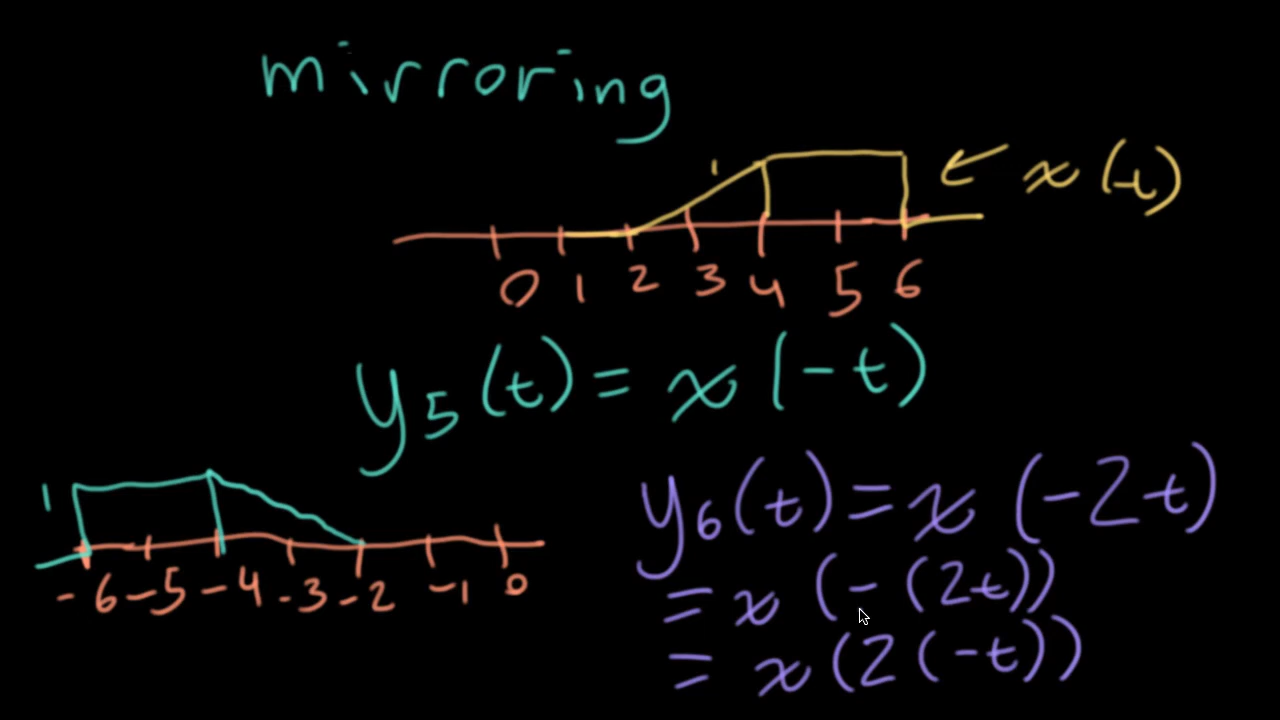 mirroring
1
x(t)
0 1 2 3 4 5 6
y5(t) = x(-t)
1
-6 -5 -4 -3 -2 -1 0
y6(t) = x(-2t)
= x(-(2t))
= x(2(-t))